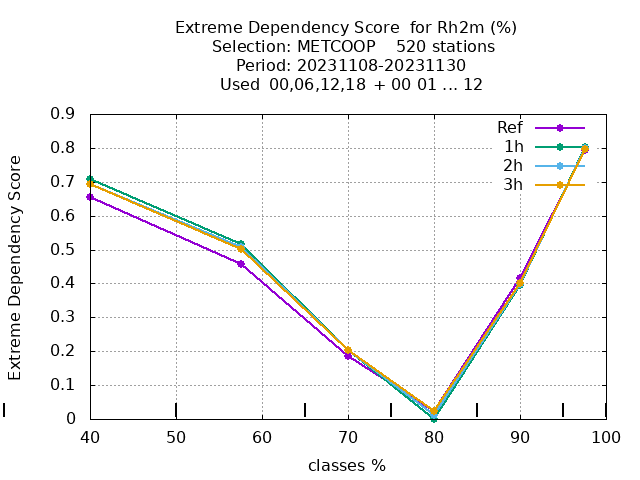 Extreme Dependency Score  for Rh2m (%)
Selection: METCOOP    520 stations
Period: 20231108-20231130
Used  00,06,12,18  + 00 01 ... 12
Ref
1h
2h
3h
Extreme Dependency Score
0.9
0.8
0.7
0.6
0.5
0.4
0.3
0.2
0.1
0
40 50 60 70 80 90 100
classes %